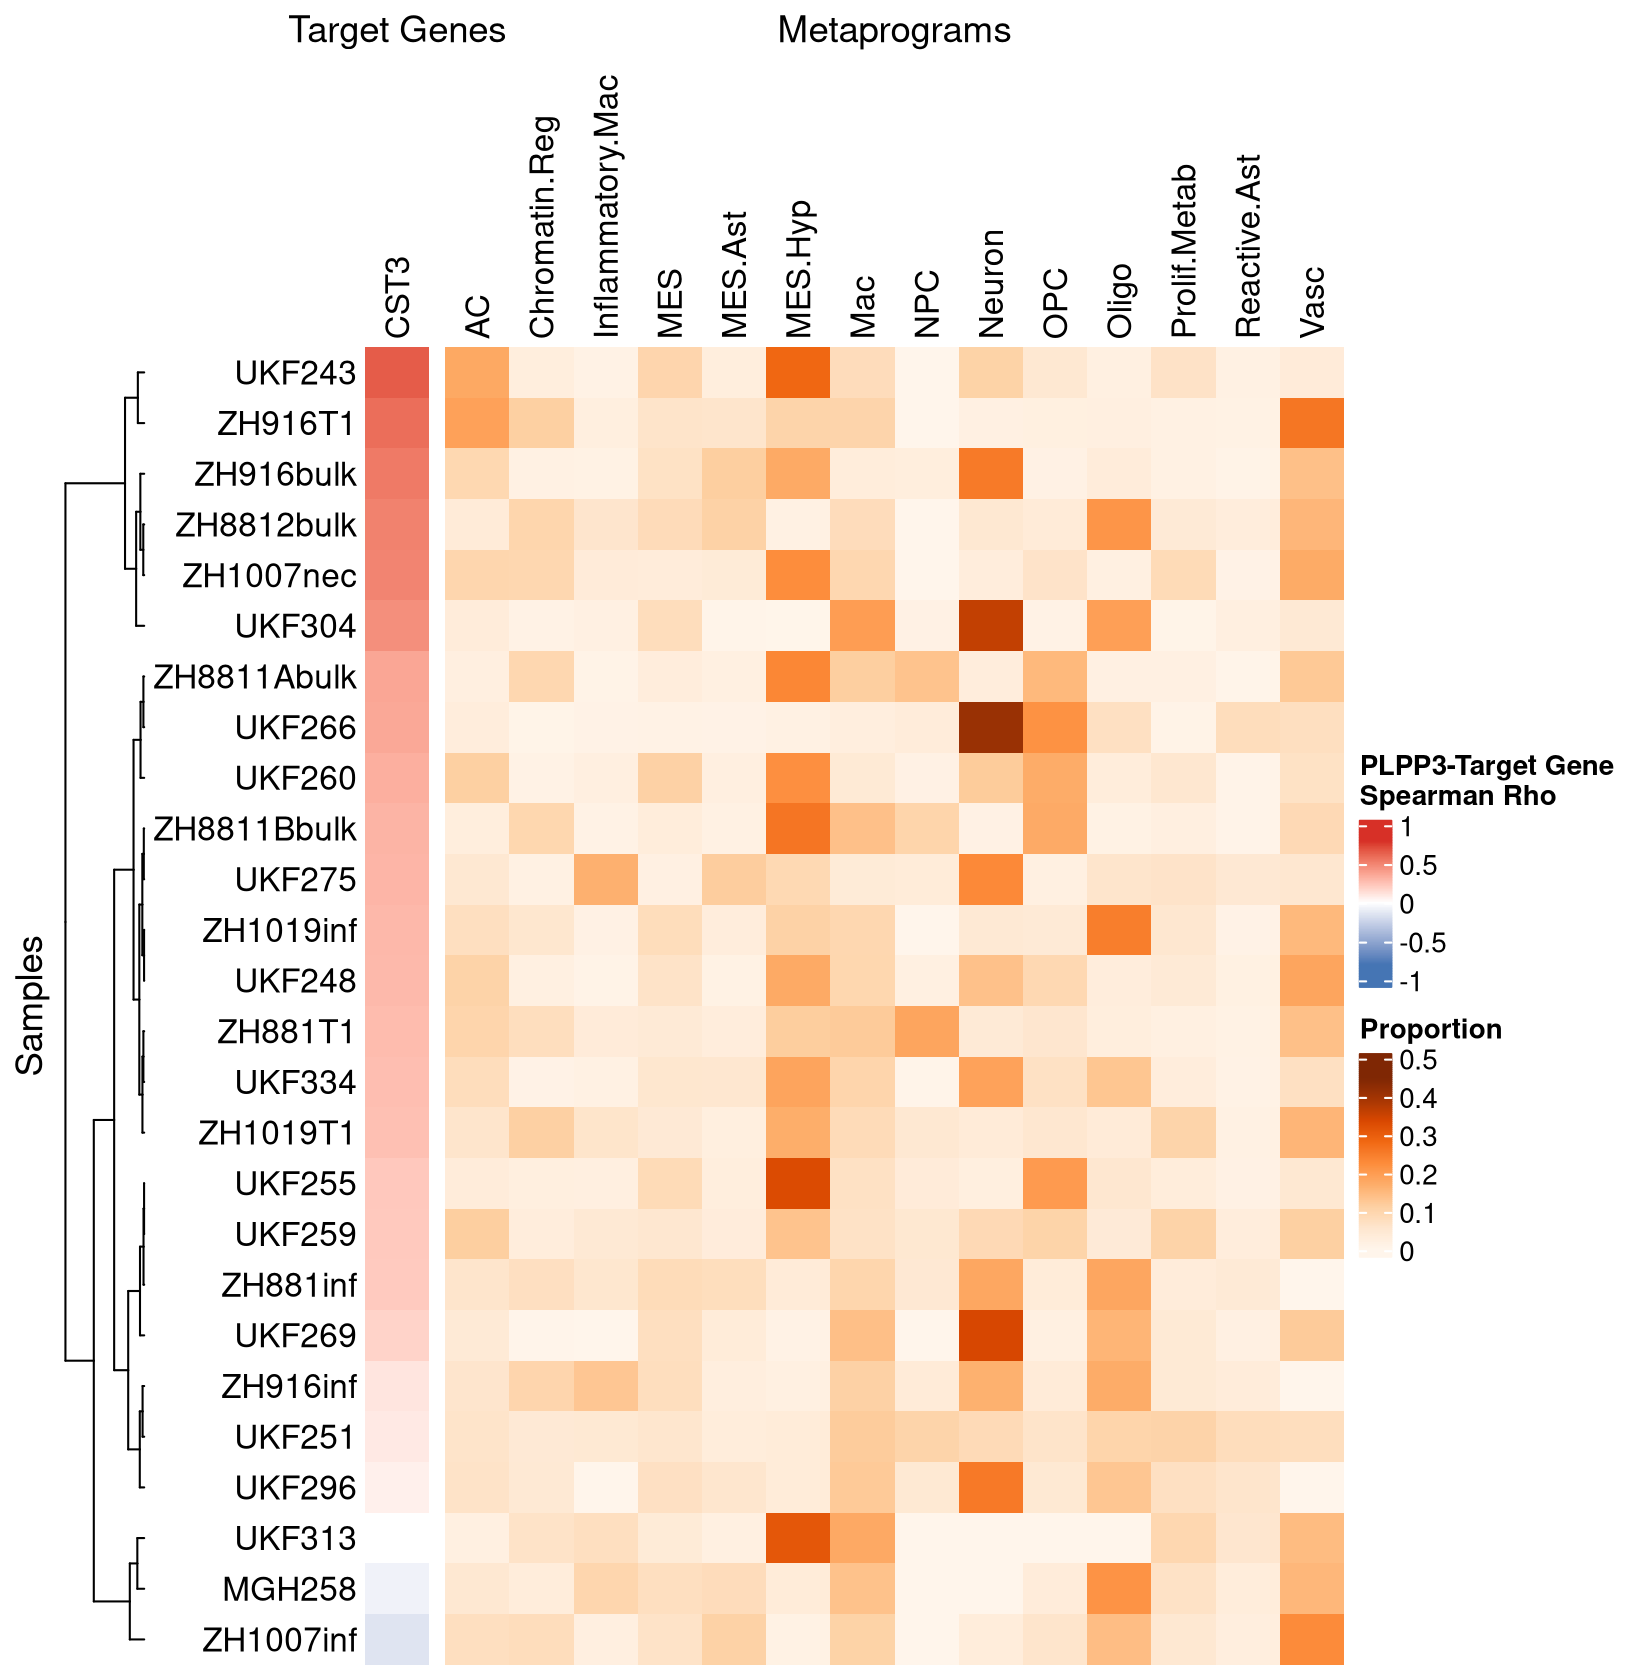 Target Genes
Metaprograms
CST3
AC
Chromatin.Reg
Inflammatory.Mac
MES
MES.Ast
MES.Hyp
Mac
NPC
Neuron
OPC
Oligo
Prolif.Metab
Reactive.Ast
Vasc
Samples
UKF243
ZH916T1
ZH916bulk
ZH8812bulk
ZH1007nec
UKF304
ZH8811Abulk
UKF266
UKF260
ZH8811Bbulk
UKF275
ZH1019inf
UKF248
ZH881T1
UKF334
ZH1019T1
UKF255
UKF259
ZH881inf
UKF269
ZH916inf
UKF251
UKF296
UKF313
MGH258
ZH1007inf
PLPP3-Target Gene
Spearman Rho
1
0.5
0
-0.5
-1
Proportion
0.5
0.4
0.3
0.2
0.1
0